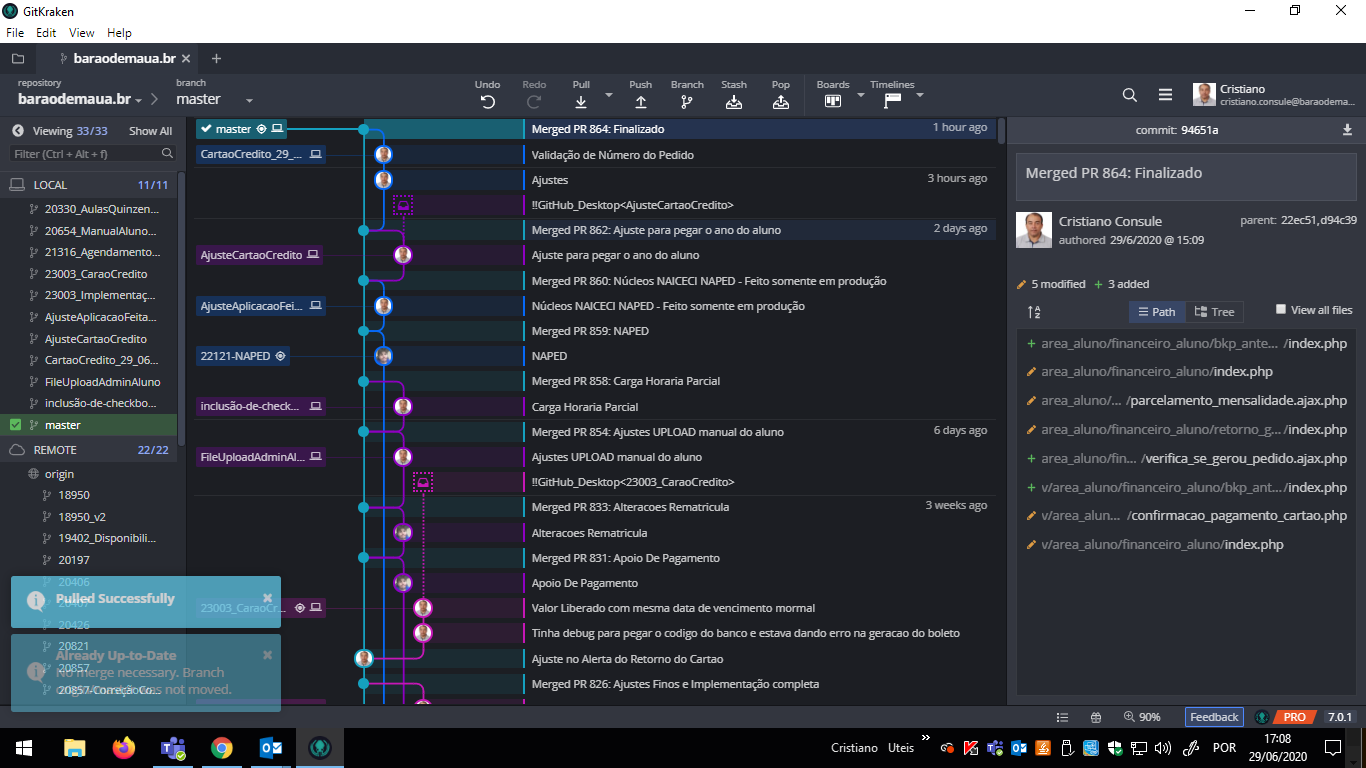 GitKraken
File Edit View Help
baraodemaua.br
repository
baraodemaua.br
branch
master
Undo
Redo
Pull
Push
Branch
Stash
Pop
Boards
Timelines
Cristiano
cristiano.consule@baraodema...
Viewing 33/33 Show All
Filter (Ctrl + Alt + f)
LOCAL 11/11
20330_AulasQuinzen...
20654_ManualAluno...
21316_Agendamento...
23003_CaraoCredito
23003_Implementaç...
AjusteAplicacaoFeita...
AjusteCartaoCredito
CartaoCredito_29_06...
FileUploadAdminAluno
inclusão-de-checkbo...
master
REMOTE 22/22
origin
18950
18950_v2
19402_Disponibili...
20197
20406
20426
20821
20857
20857-Correção-Co...
Pulled Successfully
Already Up-to-Date
No merge necessary. Branch
not moved.
master Merged PR 864: Finalizado 1 hour ago
CartaoCredito_29_... Validação de Número do Pedido
Ajustes 3 hours ago
!!GitHub_Desktop<AjusteCartaoCredito>
Merged PR 862: Ajuste para pegar o ano do aluno 2 days ago
AjusteCartaoCredito Ajuste para pegar o ano do aluno
Merged PR 860: Núcleos NAICECI NAPED - Feito somente em produção
AjusteAplicacaoFei... Núcleos NAICECI NAPED - Feito somente em produção
Merged PR 859: NAPED
22121-NAPED NAPED
Merged PR 858: Carga Horaria Parcial
inclusão-de-check... Carga Horaria Parcial
Merged PR 854: Ajustes UPLOAD manual do aluno 6 days ago
FileUploadAdminAl... Ajustes UPLOAD manual do aluno
!!GitHub_Desktop<23003_CaraoCredito>
Merged PR 833: Alteracoes Rematricula 3 weeks ago
Alteracoes Rematricula
Merged PR 831: Apoio De Pagamento
Apoio De Pagamento
23003_CaraoCr... Valor Liberado com mesma data de vencimento mormal
Tinha debug para pegar o codigo do banco e estava dando erro na geracao do boleto
Ajuste no Alerta do Retorno do Cartao
Merged PR 826: Ajustes Finos e Implementação completa
commit: 94651a
Merged PR 864: Finalizado
Cristiano Consule
authored 29/6/2020 @ 15:09
parent: 22ec51,d94c39
5 modified + 3 added
Path
Tree
View all files
+ area_aluno/financeiro_aluno/bkp_ante... /index.php
area_aluno/financeiro_aluno/index.php
area_aluno/... /parcelamento_mensalidade.ajax.php
area_aluno/financeiro_aluno/retorno_g... /index.php
+ area_aluno/fin... /verifica_se_gerou_pedido.ajax.php
+ v/area_aluno/financeiro_aluno/bkp_ant... /index.php
v/area_alun... /confirmacao_pagamento_cartao.php
v/area_aluno/financeiro_aluno/index.php
90%
Feedback
PRO
7.0.1
Cristiano Uteis
POR
17:08
29/06/2020